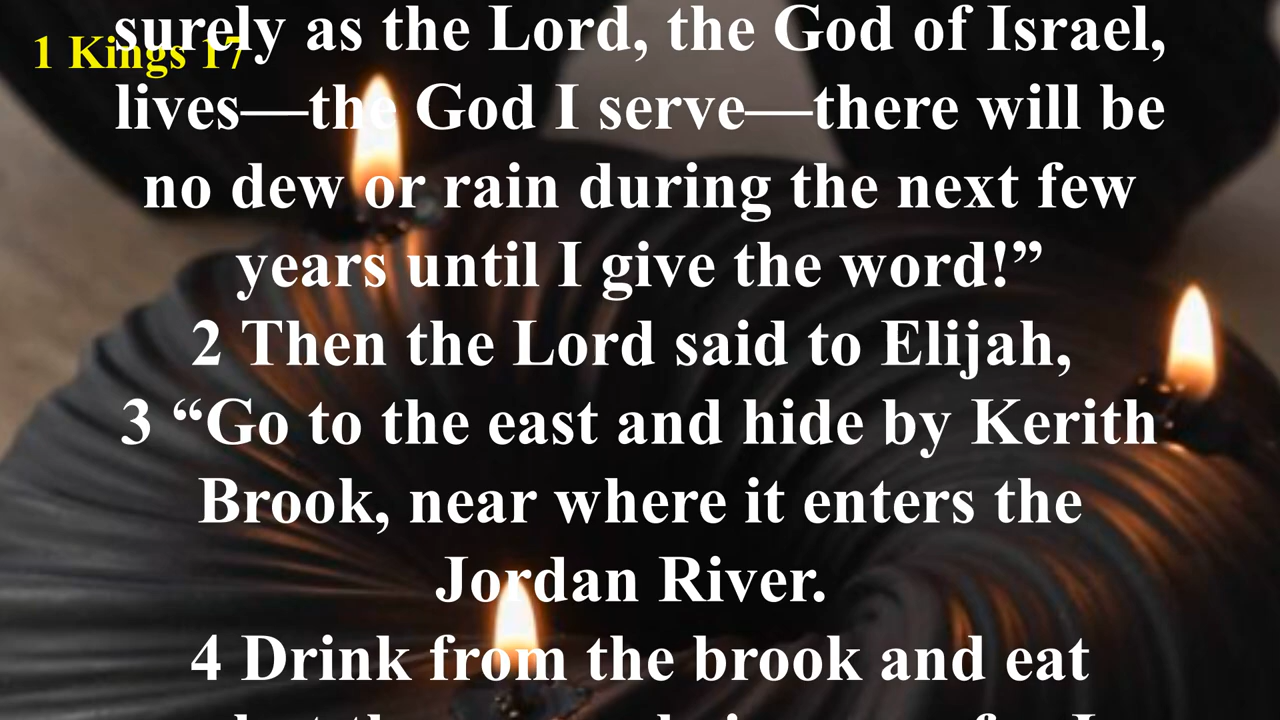 1 Kings 17
surely as the Lord, the God of Israel,
lives—the God I serve—there will be
no dew or rain during the next few
years until I give the word!”
2 Then the Lord said to Elijah,
3 “Go to the east and hide by Kerith
Brook, near where it enters the
Jordan River.
4 Drink from the brook and eat